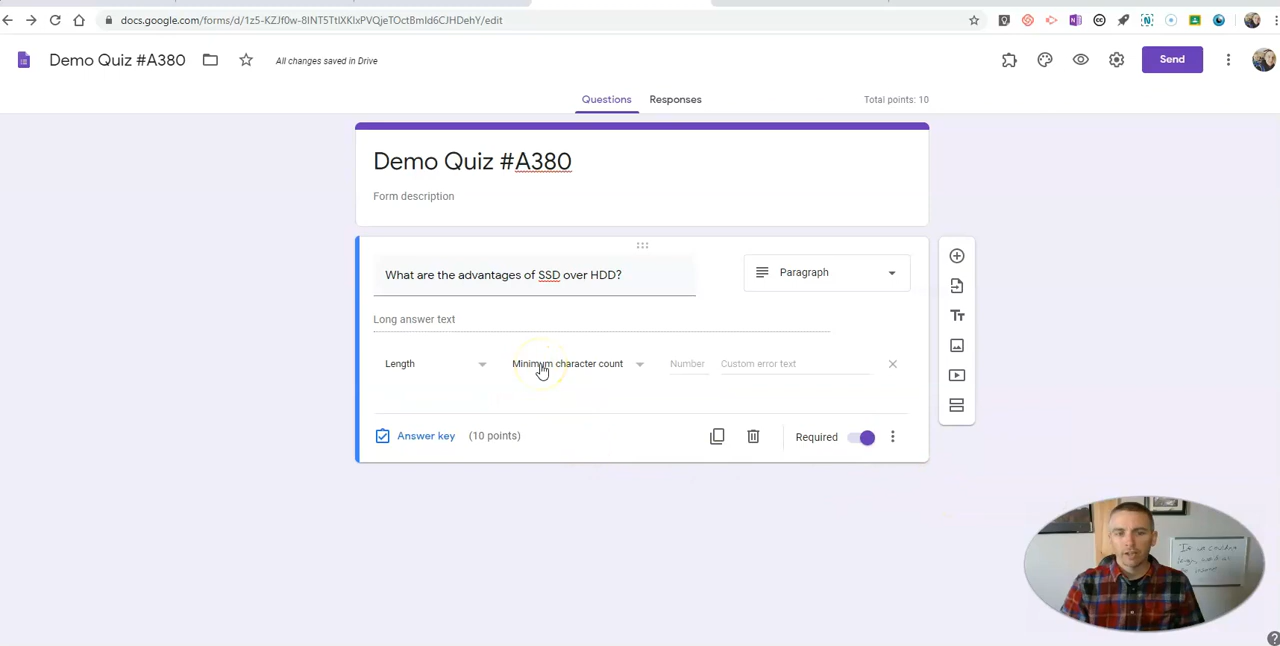 docs.google.com/forms/d/1z5-KZJf0w-8INT5TtlXKIxPVQjeTOctBmId6CJHDehY/edit
Demo Quiz #A380
All changes saved in Drive
Send
Questions
Responses
Total points: 10
Demo Quiz #A380
Form description
What are the advantages of SSD over HDD?
Paragraph
Long answer text
Length
Minimum character count
Number
Custom error text
Answer key
(10 points)
Required